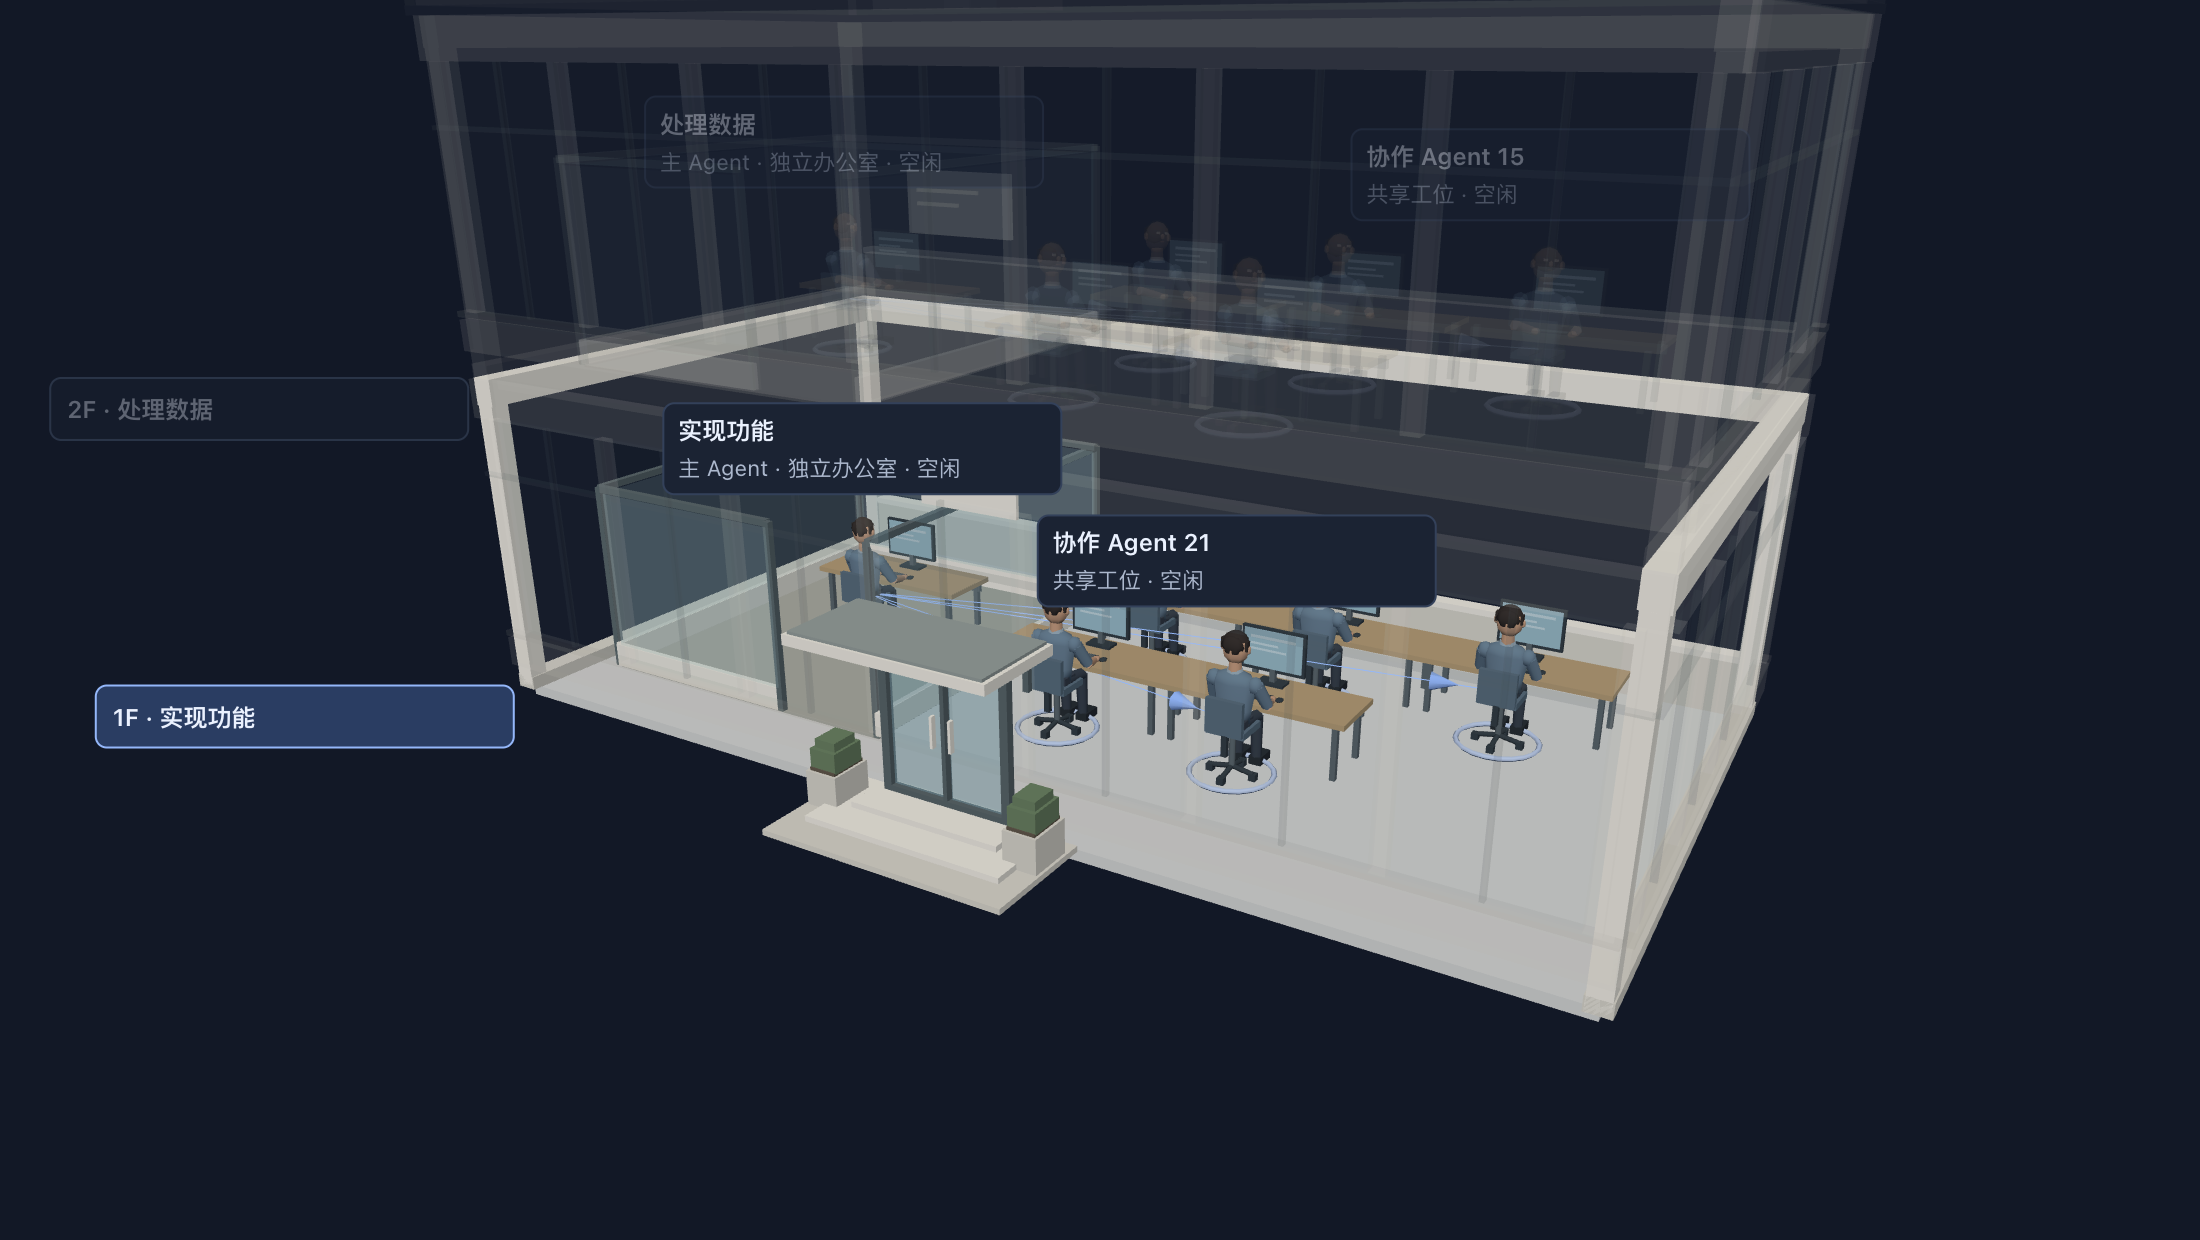 处理数据
主 Agent · 独立办公室 · 空闲
协作 Agent 15
共享工位 · 空闲
2F · 处理数据
实现功能
主 Agent · 独立办公室 · 空闲
协作 Agent 21
共享工位 · 空闲
1F · 实现功能